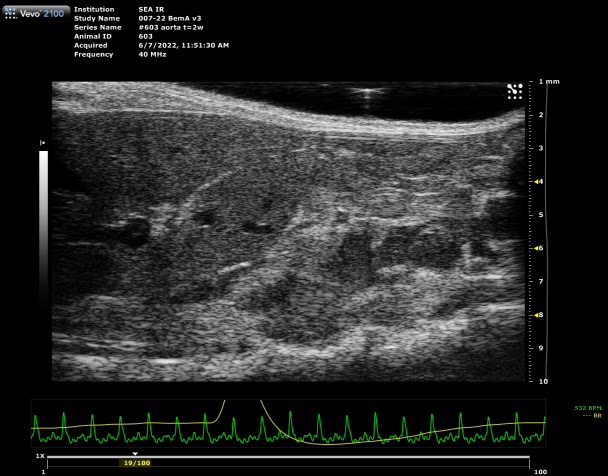 Vevo 2100
Institution SEA IR
Study Name 007-22 BemA v3
Series Name #603 aorta t=2w
Animal ID 603
Acquired 6/7/2022, 11:51:30 AM
Frequency 40 MHz
1 mm
2
3
4
5
6
7
8
9
10
532 BPM
--- RR
1X
19/100
1
100